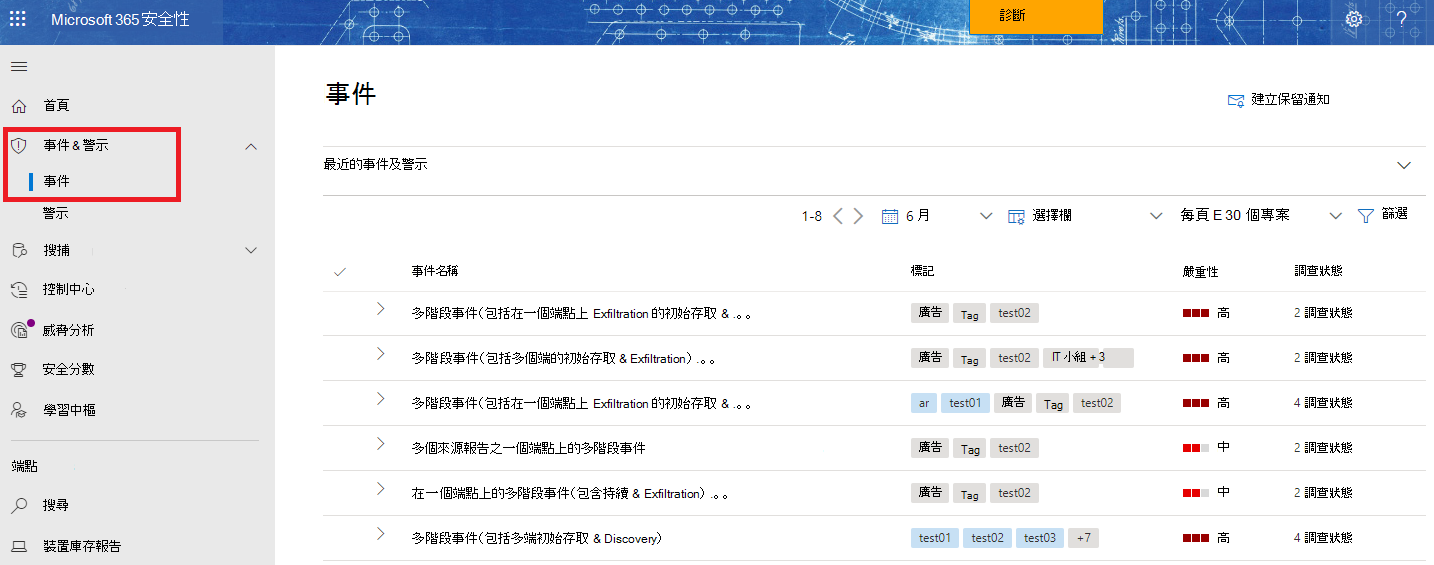 Microsoft 365 安全性
診斷
?
首頁
事件 & 警示
事件
警示
搜捕
控制中心
威脅分析
安全分數
學習中樞
端點
搜尋
裝置庫存報告
事件
建立保留通知
最近的事件及警示
1-8 6 月 選擇欄 每頁 E 30 個專案 篩選
事件名稱 標記 嚴重性 調查狀態
多階段事件(包括在一個端點上 Exfiltration 的初始存取 & .。。 廣告 Tag test02 高 2 調查狀態
多階段事件(包括多個端的初始存取 & Exfiltration) .。。 廣告 Tag test02 IT 小組 + 3 高 2 調查狀態
多階段事件(包括在一個端點上 Exfiltration 的初始存取 & .。。 ar test01 廣告 Tag test02 高 4 調查狀態
多個來源報告之一個端點上的多階段事件 廣告 Tag test02 中 2 調查狀態
在一個端點上的多階段事件(包含持續 & Exfiltration) .。。 廣告 Tag test02 中 2 調查狀態
多階段事件(包括多端初始存取 & Discovery) test01 test02 test03 +7 高 4 調查狀態